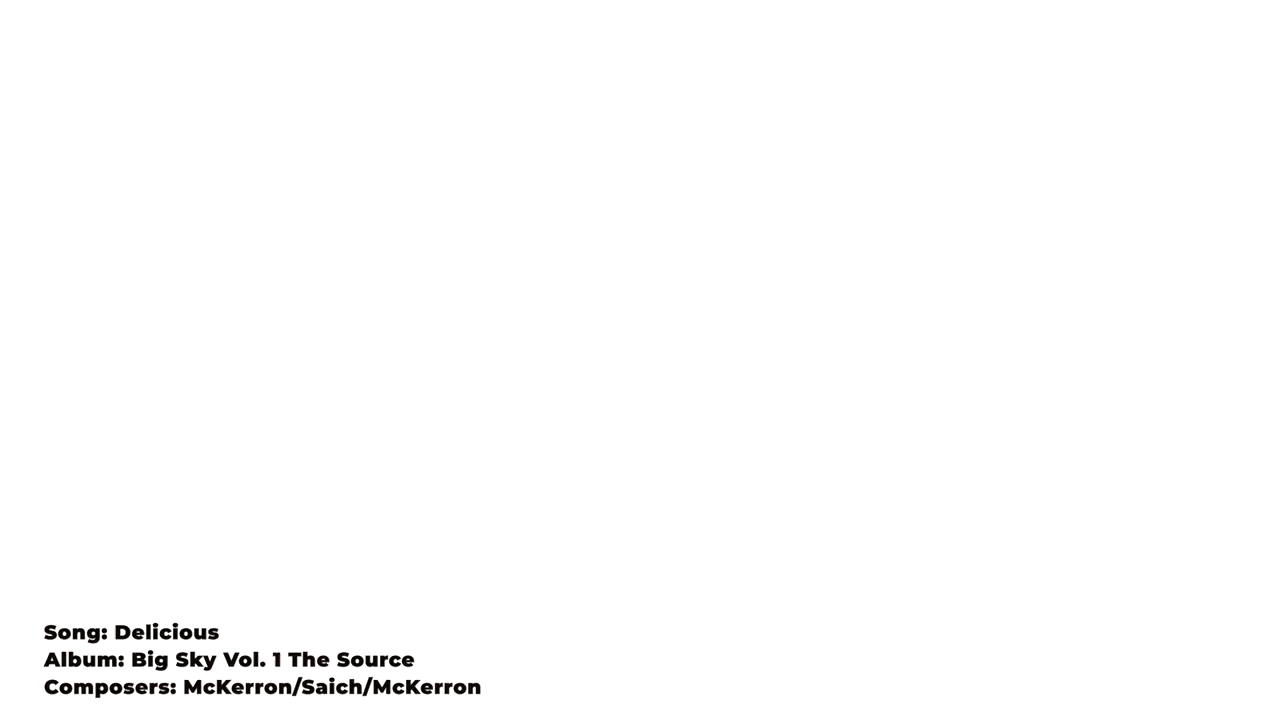 Song: Delicious
Album: Big Sky Vol. 1 The Source
Composers: McKerron/Saich/McKerron